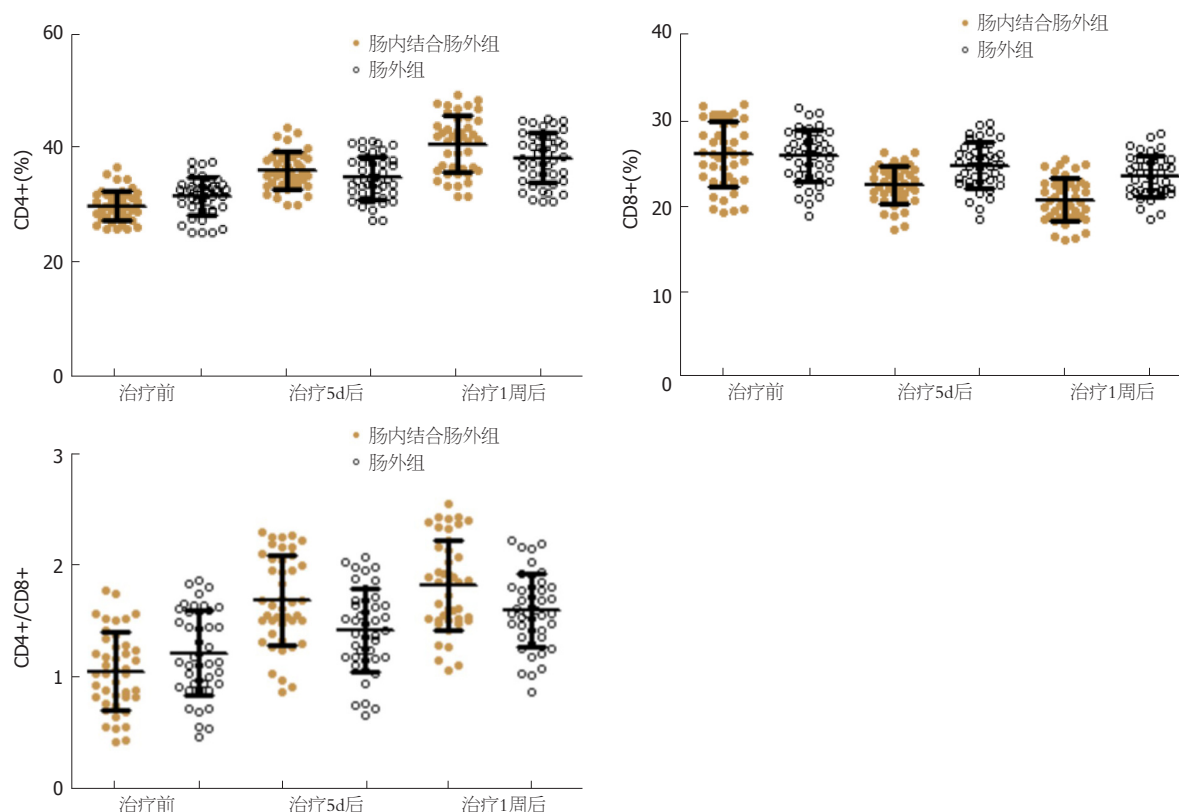 60
40
20
0
CD4+(%)
肠内结合肠外组
肠外组
治疗前
治疗5d后
治疗1周后
40
30
20
10
0
CD8+(%)
肠内结合肠外组
肠外组
治疗前
治疗5d后
治疗1周后
3
2
1
0
CD4+/CD8+
肠内结合肠外组
肠外组
治疗前
治疗5d后
治疗1周后